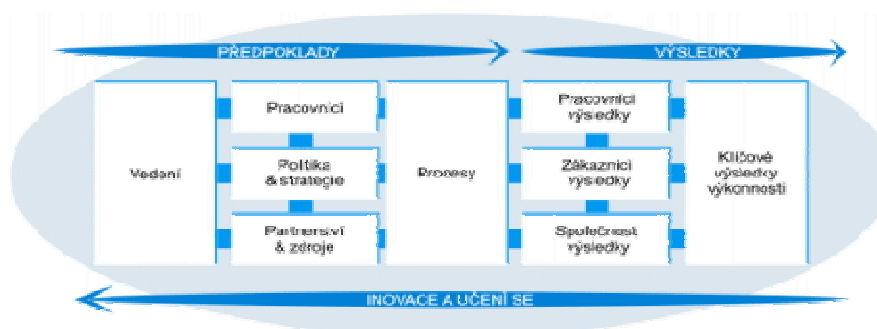 PŘEDPOKLADY
VÝSLEDKY
Vedení
Pracovníci
Politika
& strategie
Partnerství
& zdroje
Procesy
Pracovníci
výsledky
Zákazníci
výsledky
Společnost
výsledky
Klíčové
výsledky
výkonnosti
INOVACE A UČENÍ SE